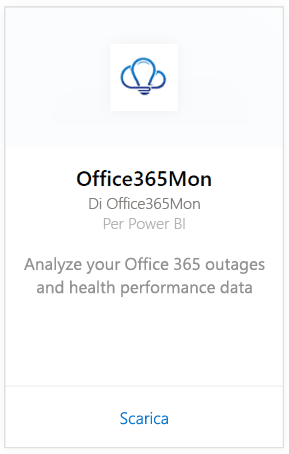 Office365Mon
Di Office365Mon
Per Power BI
Analyze your Office 365 outages
and health performance data
Scarica